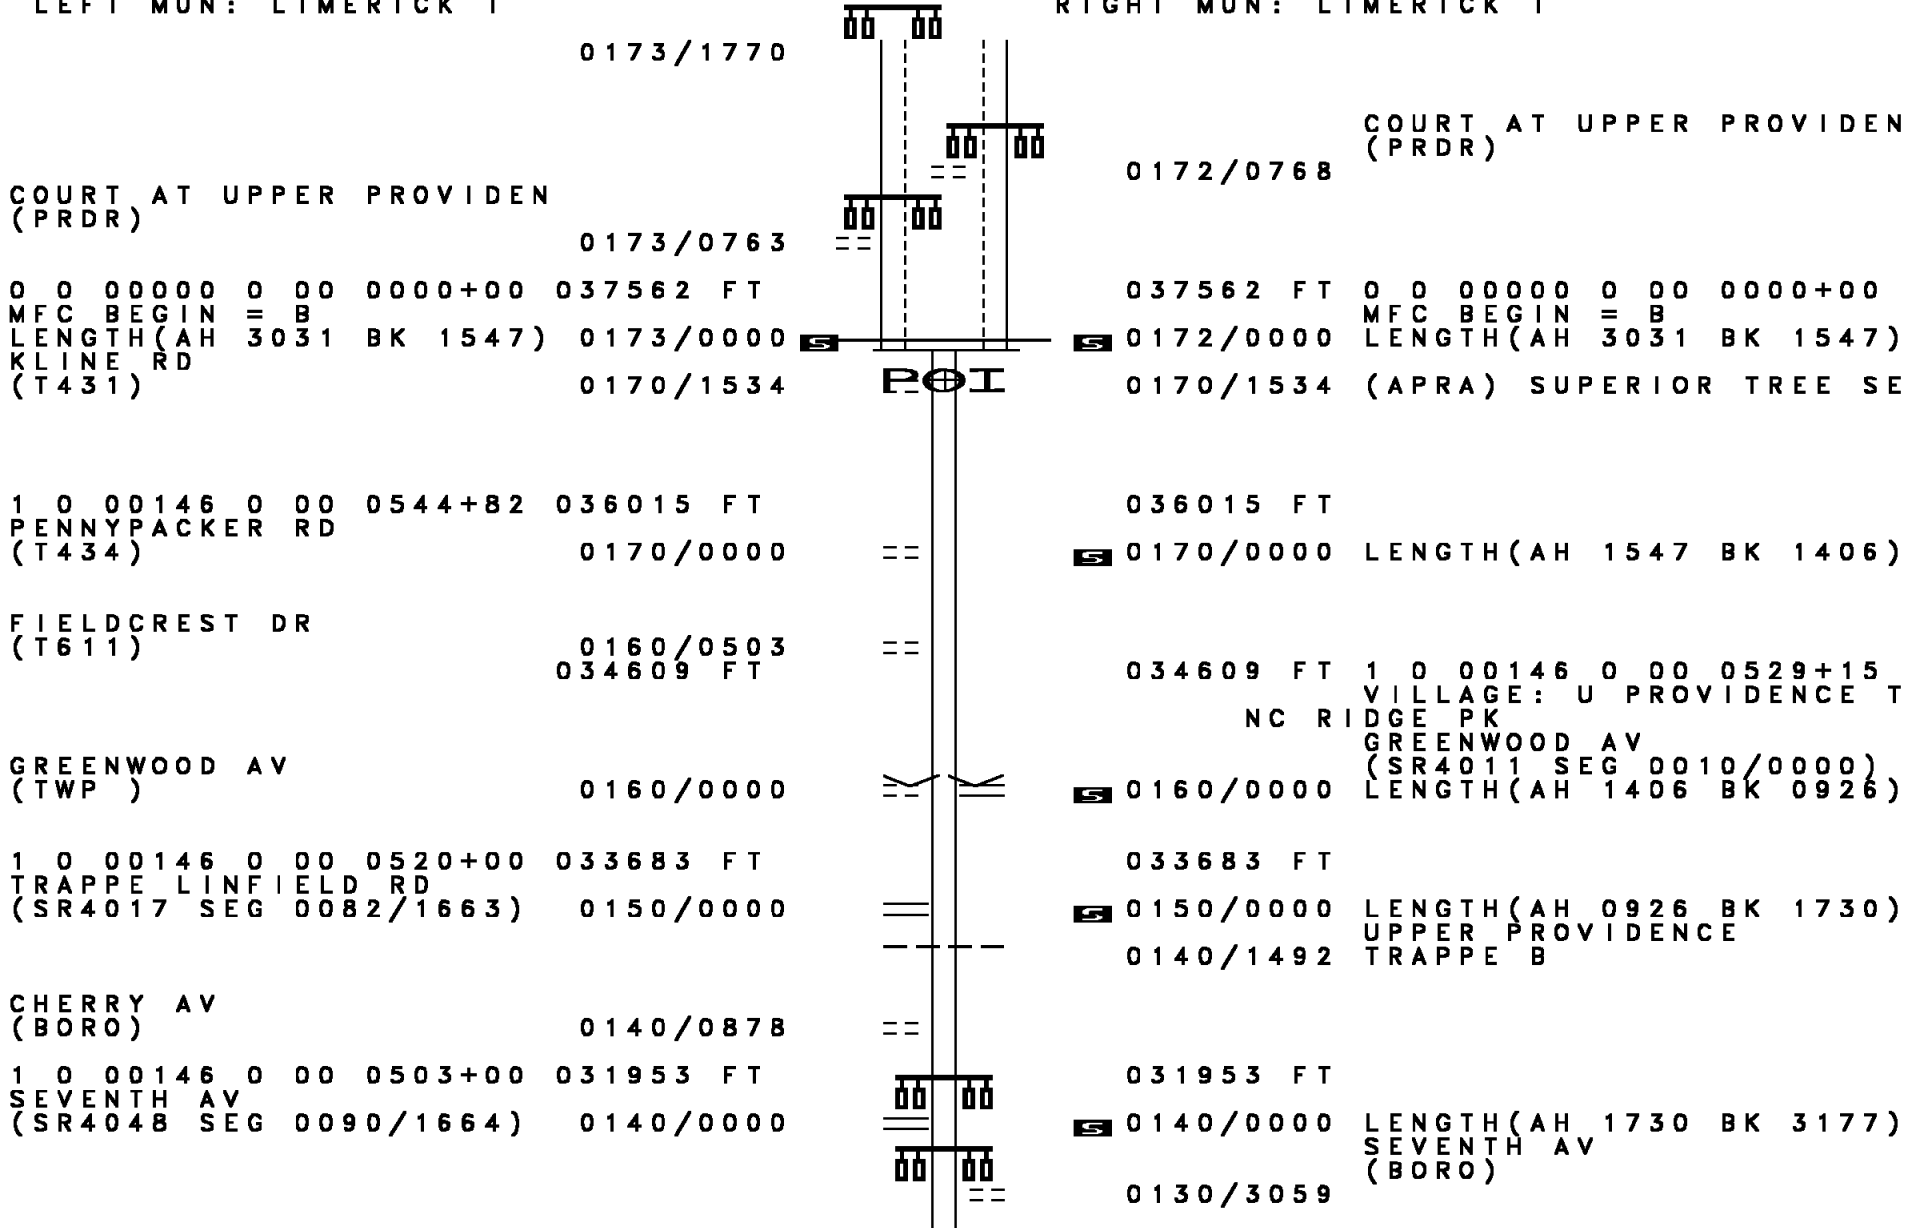 LEFT MUN: LIMERICK T RIGHT MUN: LIMERICK T
0173/1770
COURT AT UPPER PROVIDEN
(PRDR)
0172/0768
COURT AT UPPER PROVIDEN
(PRDR)
0173/0763
0 0 00000 0 00 0000+00 037562 FT 037562 FT 0 0 00000 0 00 0000+00
MFC BEGIN = B MFC BEGIN = B
LENGTH(AH 3031 BK 1547) 0173/0000 S S 0172/0000 LENGTH(AH 3031 BK 1547)
KLINE RD
(T431) 0170/1534 POI 0170/1534 (APRA) SUPERIOR TREE SE
1 0 00146 0 00 0544+82 036015 FT 036015 FT
PENNYPACKER RD
(T434) 0170/0000 S 0170/0000 LENGTH(AH 1547 BK 1406)
FIELDCREST DR
(T611) 0160/0503
034609 FT 034609 FT 1 0 00146 0 00 0529+15
VILLAGE: U PROVIDENCE T
NC RIDGE PK
GREENWOOD AV
GREENWOOD AV (SR4011 SEG 0010/0000)
(TWP ) 0160/0000 S 0160/0000 LENGTH(AH 1406 BK 0926)
1 0 00146 0 00 0520+00 033683 FT 033683 FT
TRAPPE LINFIELD RD
(SR4017 SEG 0082/1663) 0150/0000 S 0150/0000 LENGTH(AH 0926 BK 1730)
UPPER PROVIDENCE
0140/1492 TRAPPE B
CHERRY AV
(BORO) 0140/0878
1 0 00146 0 00 0503+00 031953 FT 031953 FT
SEVENTH AV
(SR4048 SEG 0090/1664) 0140/0000 S 0140/0000 LENGTH(AH 1730 BK 3177)
SEVENTH AV
(BORO)
0130/3059